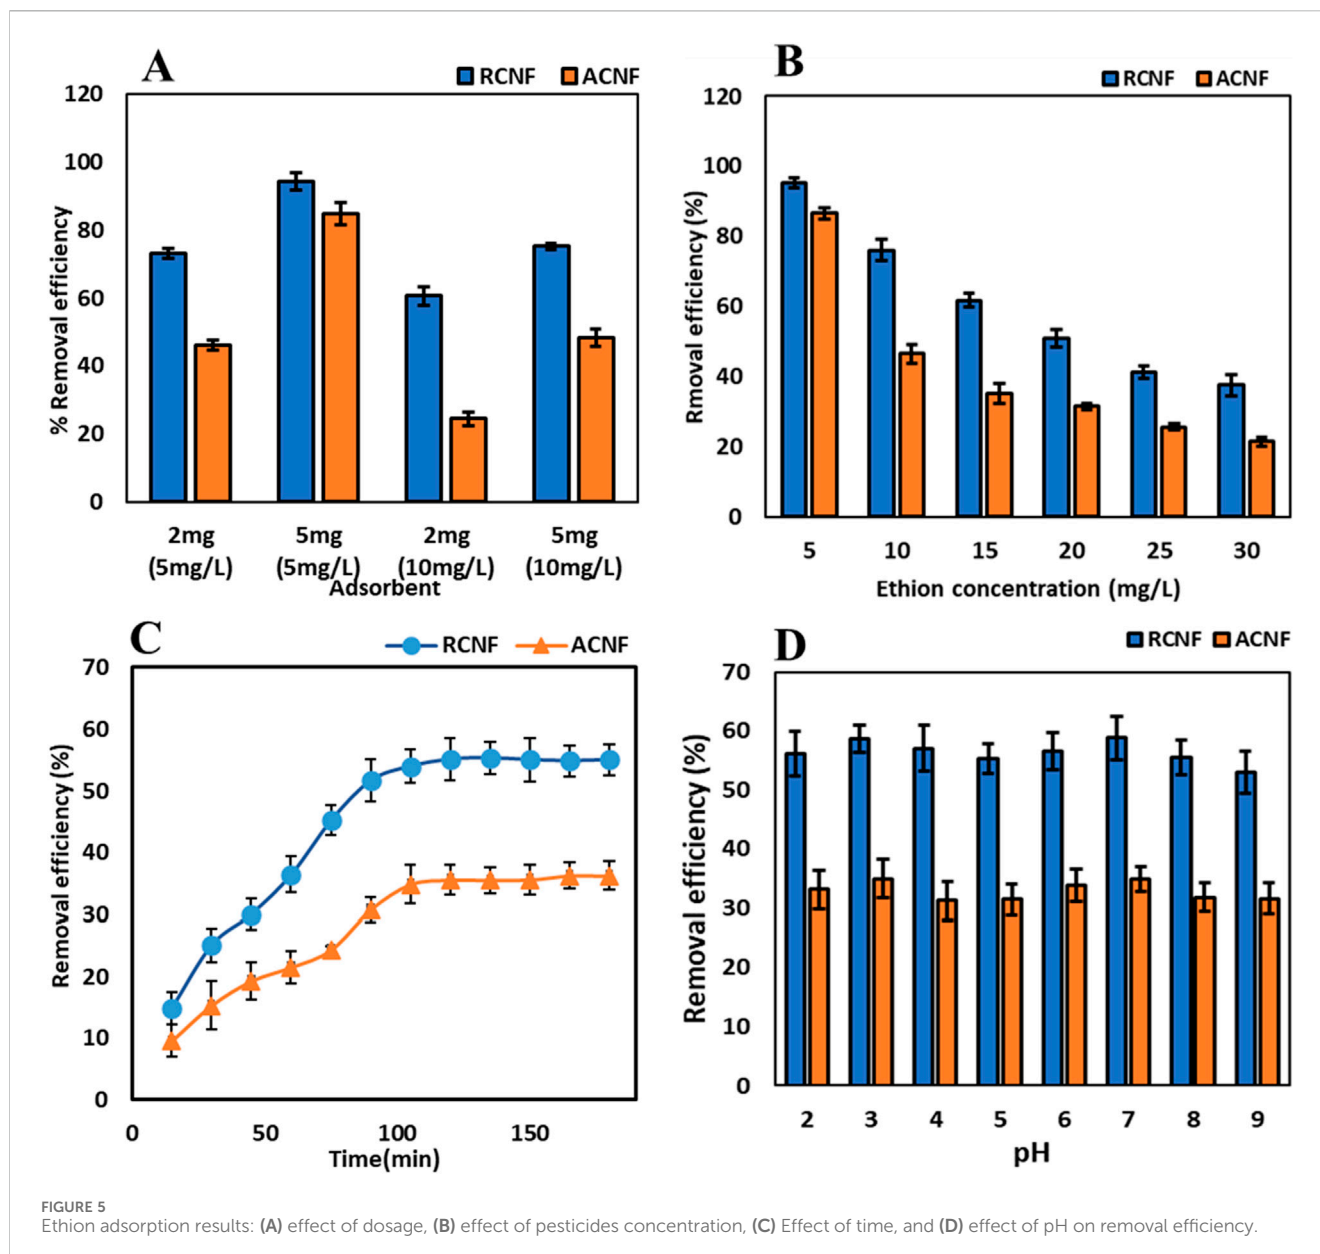 A
RCNF ACNF
120
100
80
60
40
20
0
% Removal efficiency
2mg 5mg 2mg 5mg
(5mg/L) (5mg/L) (10mg/L) (10mg/L)
Adsorbent
B
RCNF ACNF
120
100
80
60
40
20
0
Rmoval efficiency (%)
5 10 15 20 25 30
Ethion concentration (mg/L)
C
RCNF ACNF
70
60
50
40
30
20
10
0
Removal efficiency (%)
0 50 100 150
Time(min)
D
RCNF ACNF
70
60
50
40
30
20
10
0
Removal efficiency (%)
2 3 4 5 6 7 8 9
pH
FIGURE 5
Ethion adsorption results: (A) effect of dosage, (B) effect of pesticides concentration, (C) Effect of time, and (D) effect of pH on removal efficiency.